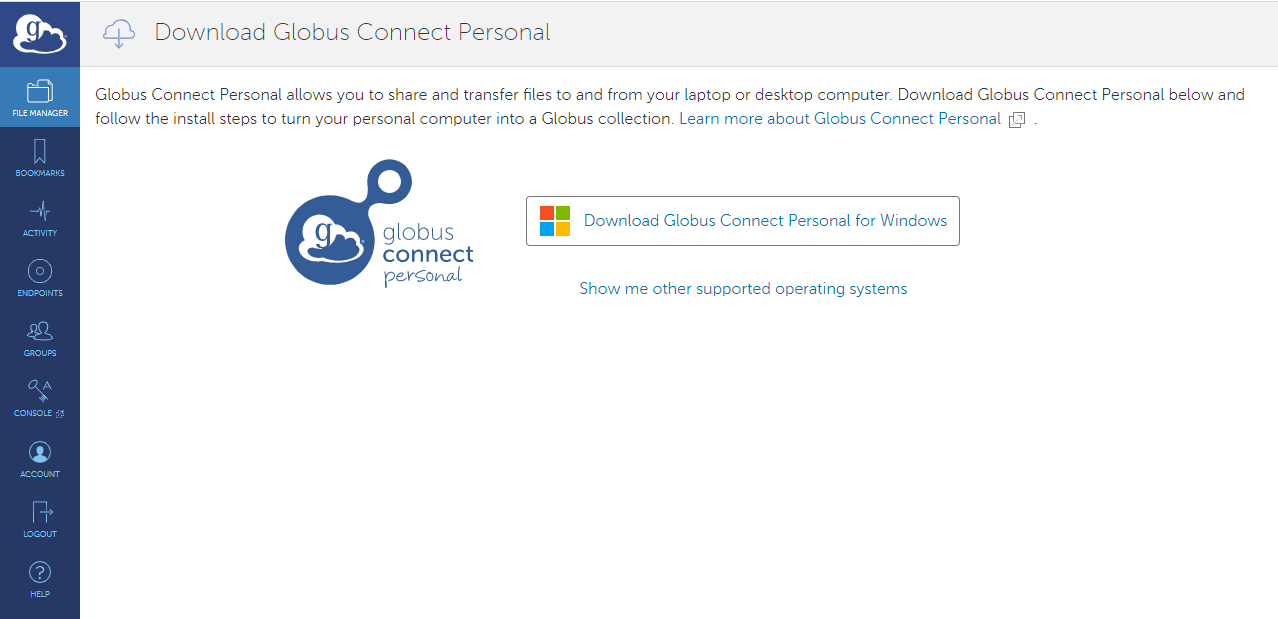 Download Globus Connect Personal
Globus Connect Personal allows you to share and transfer files to and from your laptop or desktop computer. Download Globus Connect Personal below and
follow the install steps to turn your personal computer into a Globus collection. Learn more about Globus Connect Personal .
g
FILE MANAGER
BOOKMARKS
ACTIVITY
ENDPOINTS
GROUPS
CONSOLE
ACCOUNT
LOGOUT
?
HELP
g
globus
connect
personal
Download Globus Connect Personal for Windows
Show me other supported operating systems